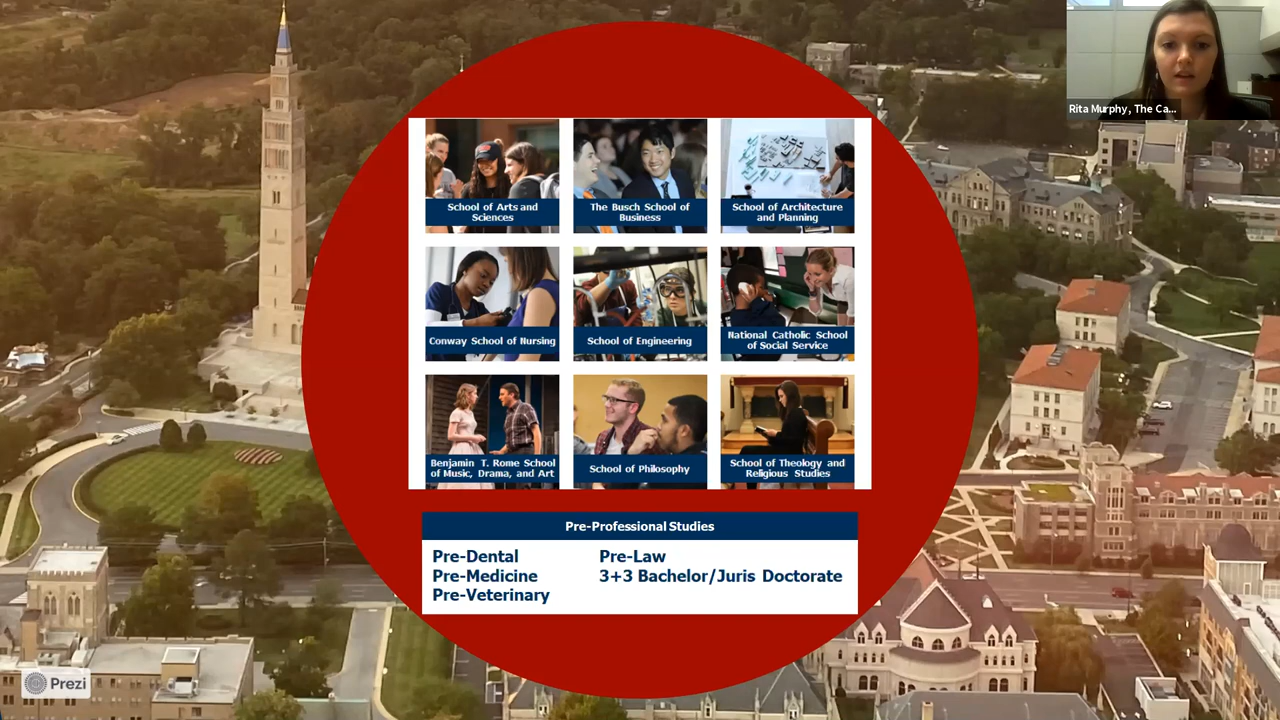 Rita Murphy, The Ca...
School of Arts and
Sciences
The Busch School of
Business
School of Architecture
and Planning
Conway School of Nursing
School of Engineering
National Catholic School
of Social Service
Benjamin T. Rome School
of Music, Drama, and Art
School of Philosophy
School of Theology and
Religious Studies
Pre-Professional Studies
Pre-Dental
Pre-Medicine
Pre-Veterinary
Pre-Law
3+3 Bachelor/Juris Doctorate
Prezi